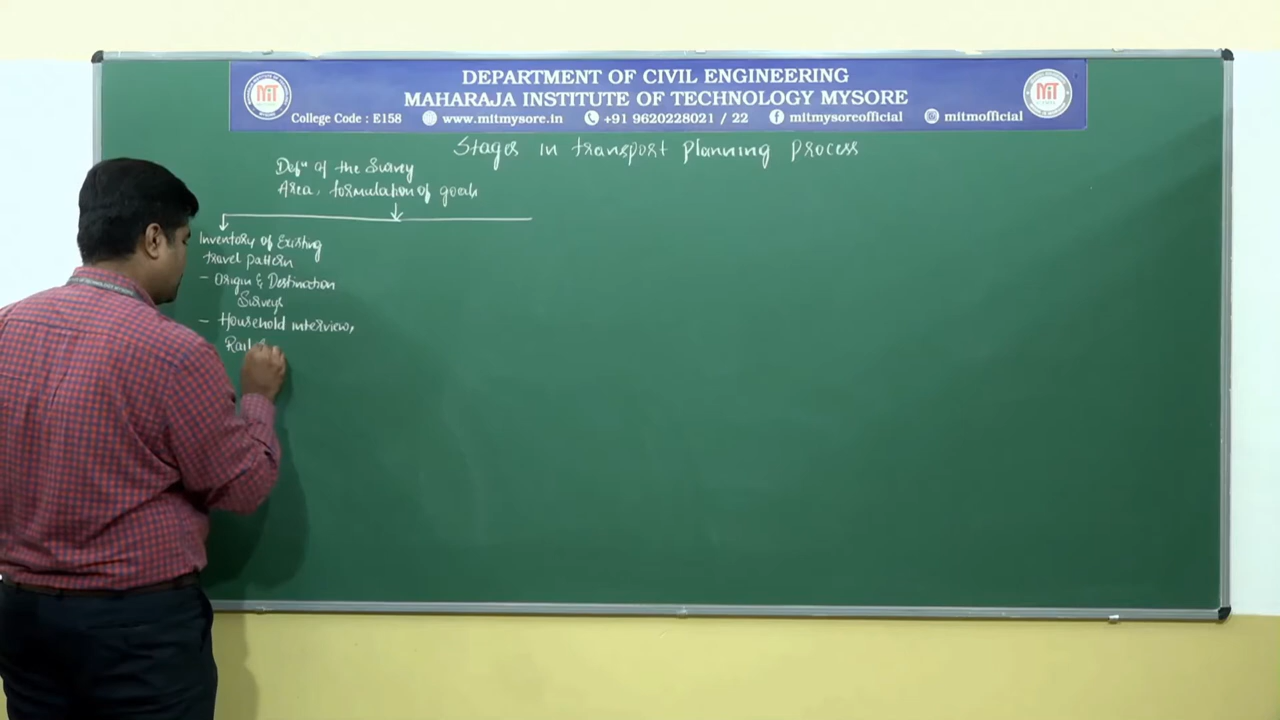 DEPARTMENT OF CIVIL ENGINEERING
MAHARAJA INSTITUTE OF TECHNOLOGY MYSORE
College Code : E158 www.mitmysore.in +91 9620228021 / 22 mitmysoreofficial mitmofficial
MIT
MIT
Stages in transport planning process
Defn of the Survey
Area, formulation of goals
Inventory of Existing
travel pattern
- Origin & Destination
Surveys
- Household interview,